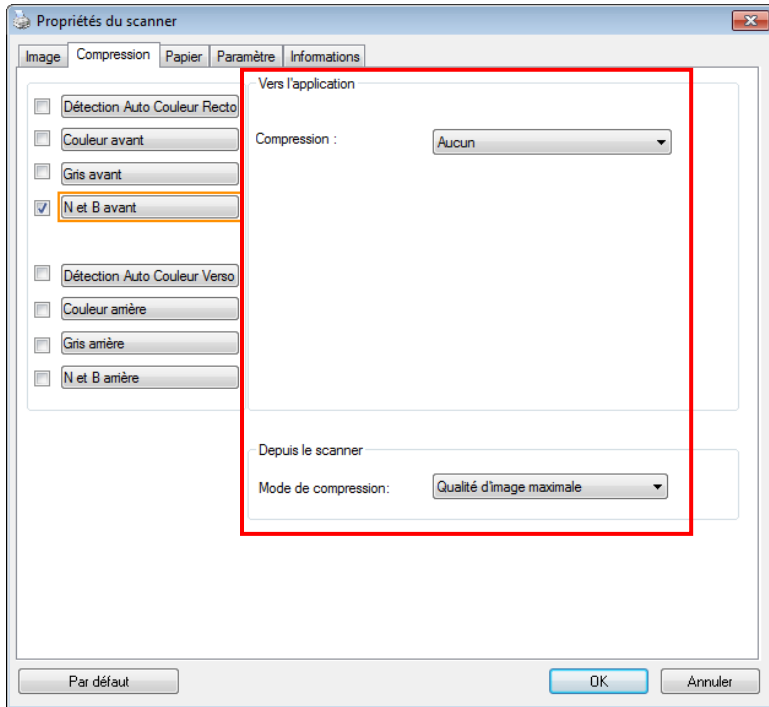 Propriétés du scanner
Image Compression Papier Paramètre Informations
Détection Auto Couleur Recto
Couleur avant
Gris avant
N et B avant
Détection Auto Couleur Verso
Couleur arrière
Gris arrière
N et B arrière
Vers l'application
Compression : Aucun
Depuis le scanner
Mode de compression: Qualité d'image maximale
Par défaut OK Annuler